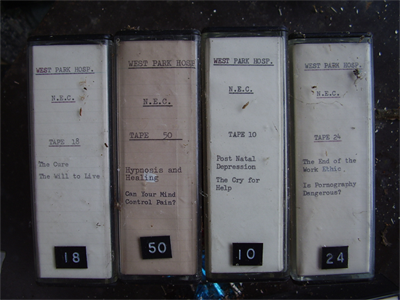 WEST PARK HOSP.
N.E.C.
TAPE 18
The Cure
The Will to Live
18
WEST PARK HOSP
N.E.C.
TAPE 50
Hypnosis and
Healing
Can Your Mind
Control Pain?
50
WEST PARK HOSP.
N.E.C.
TAPE 10
Post Natal
Depression
The Cry for
Help
10
WEST PARK HOSP.
N.E.C.
TAPE 24
The End of the
Work Ethic.
Is Pornography
Dangerous?
24